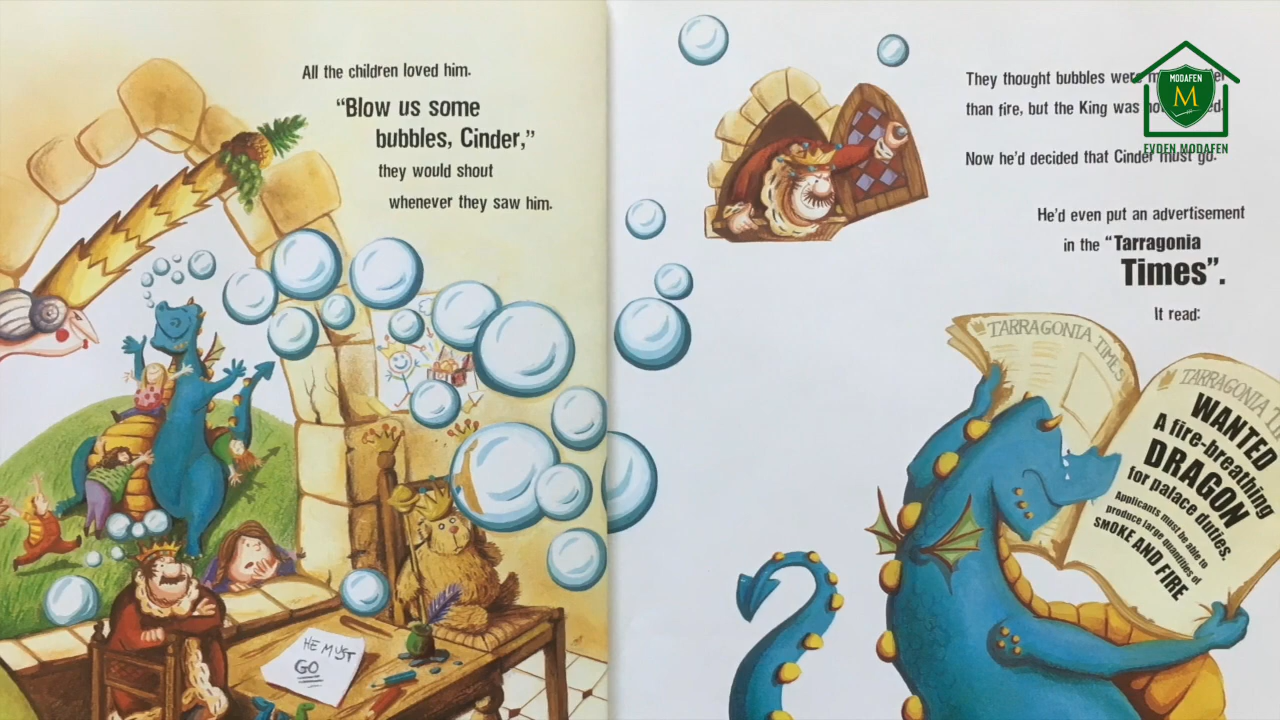 All the children loved him.
“Blow us some
bubbles, Cinder,”
they would shout
whenever they saw him.
HE MUST
GO
They thought bubbles were
than fire, but the King was
Now he’d decided that Cinder must go.
He’d even put an advertisement
in the “Tarragonia
Times”.
It read:
TARRAGONIA TIMES
TARRAGONIA
WANTED
A fire-breathing
DRAGON
for palace duties.
Applicants must be able to
produce large quantities of
SMOKE AND FIRE
MODAFEN
M
EVDEN MODAFEN